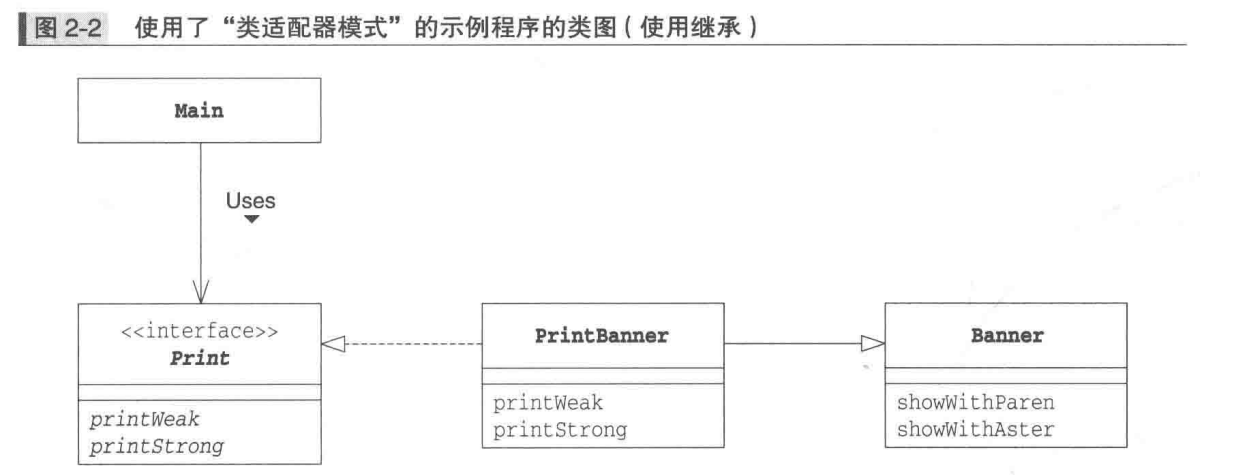 图 2-2 使用了“类适配器模式”的示例程序的类图（使用继承）
Main
Uses
<<interface>>
Print
printWeak
printStrong
PrintBanner
printWeak
printStrong
Banner
showWithParen
showWithAster